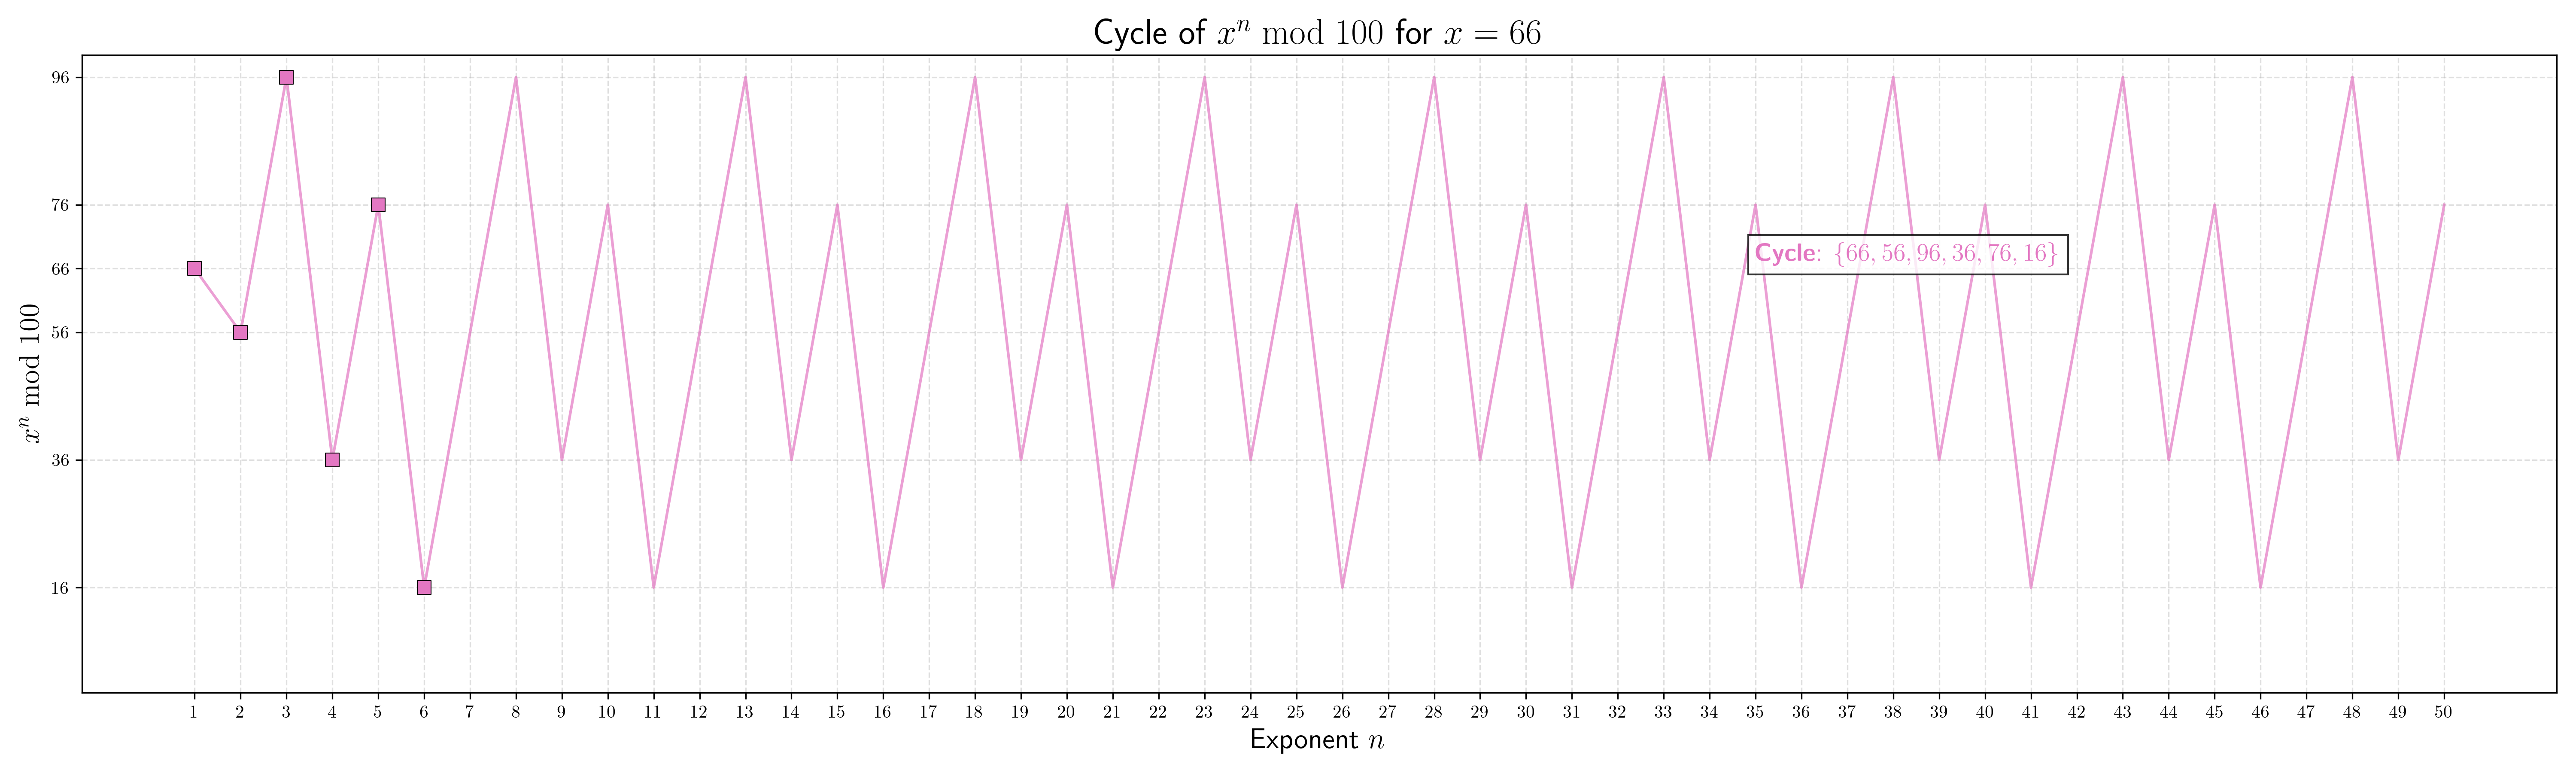 Cycle of $x^n$ mod 100 for $x = 66$
$x^n$ mod 100
96
76
66
56
36
16
Cycle: {66, 56, 96, 36, 76, 16}
1 2 3 4 5 6 7 8 9 10 11 12 13 14 15 16 17 18 19 20 21 22 23 24 25 26 27 28 29 30 31 32 33 34 35 36 37 38 39 40 41 42 43 44 45 46 47 48 49 50
Exponent $n$